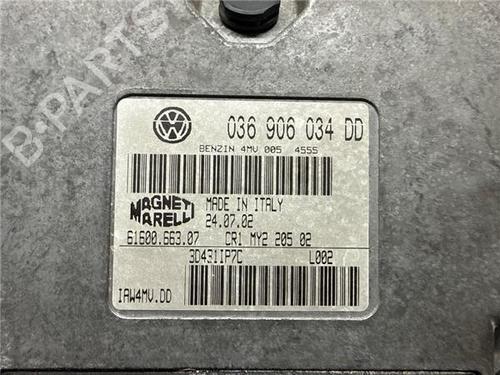 B-PARTS
036 906 034 DD
BENZIN 4MV 005 4555
MAGNETI MARELLI
MADE IN ITALY
24.07.02
61600.663.07 CR1 MY2 205 02
3D431IP7C L002
IAW4MV.DD